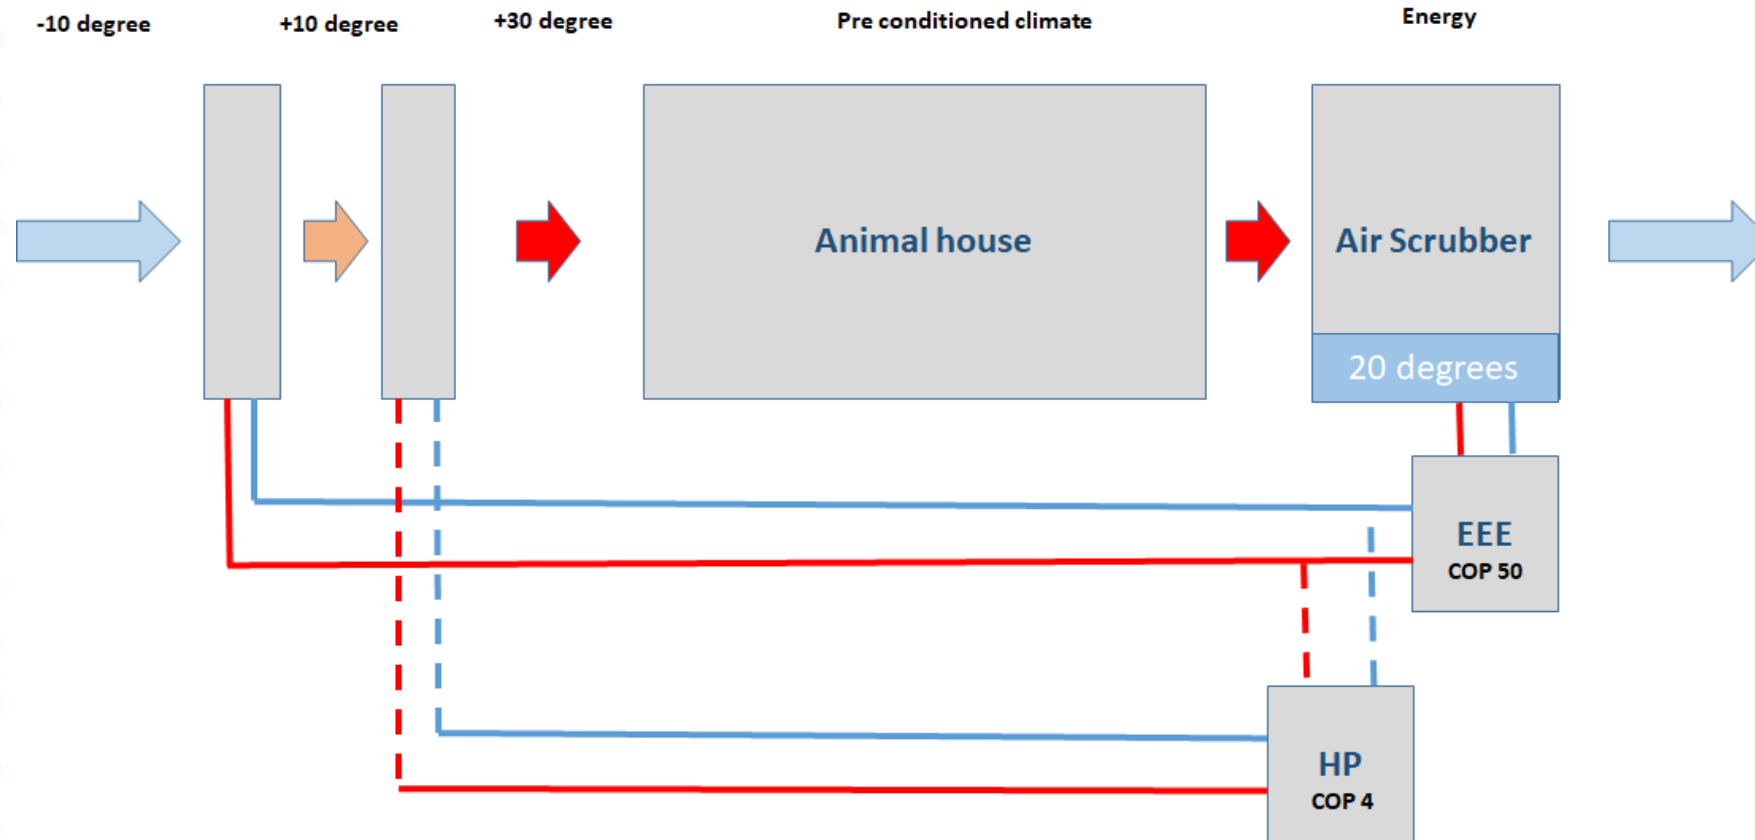 -10 degree
+10 degree
+30 degree
Pre conditioned climate
Energy
Animal house
Air Scrubber
20 degrees
EEE
COP 50
HP
COP 4